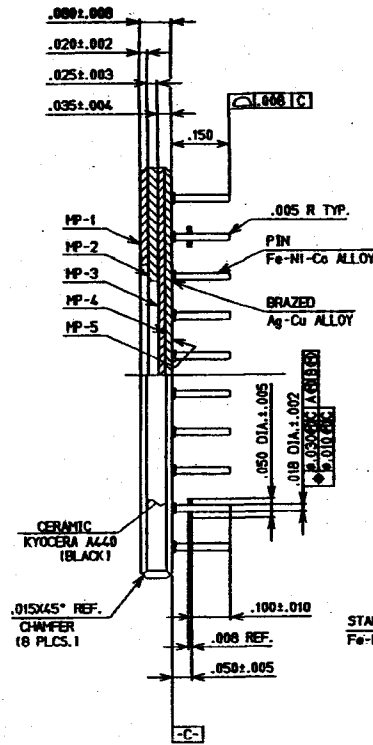 .080±.008
.020±.002
.025±.003
.035±.004
.008 C
.150
.005 R TYP.
MP-1
PIN
Fe-Ni-Co ALLOY
MP-2
MP-3
BRAZED
Ag-Cu ALLOY
MP-4
MP-5
.050 DIA.±.005
.018 DIA.±.002
CERAMIC
KYOCERA A440
(BLACK)
.015X45° REF.
CHAMFER
(8 PLCS.)
.100±.010
.008 REF.
.050±.005
-C-